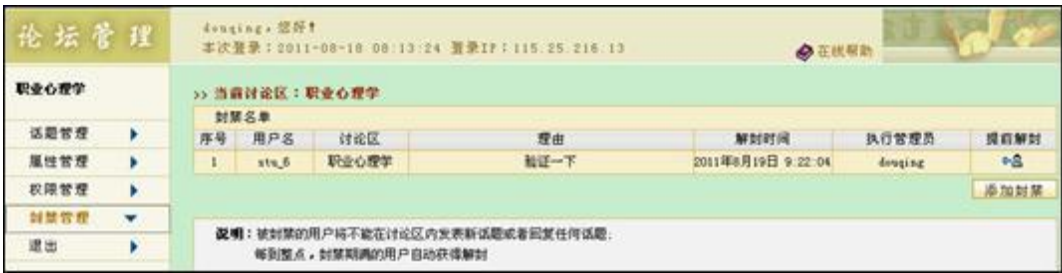 论坛管理
douqing，您好！
本次登录：2011-08-18 08:13:24 登录IP：115.25.216.13
在线帮助
职业心理学
话题管理
属性管理
权限管理
封禁管理
退出
>> 当前讨论区：职业心理学
封禁名单
序号 用户名 讨论区 理由 解封时间 执行管理员 提前解封
1 stu_6 职业心理学 验证一下 2011年8月19日 9:22:04 douqing
添加封禁
说明：被封禁的用户将不能在讨论区内发表新话题或者回复任何话题；
每到整点，封禁期满的用户自动获得解封